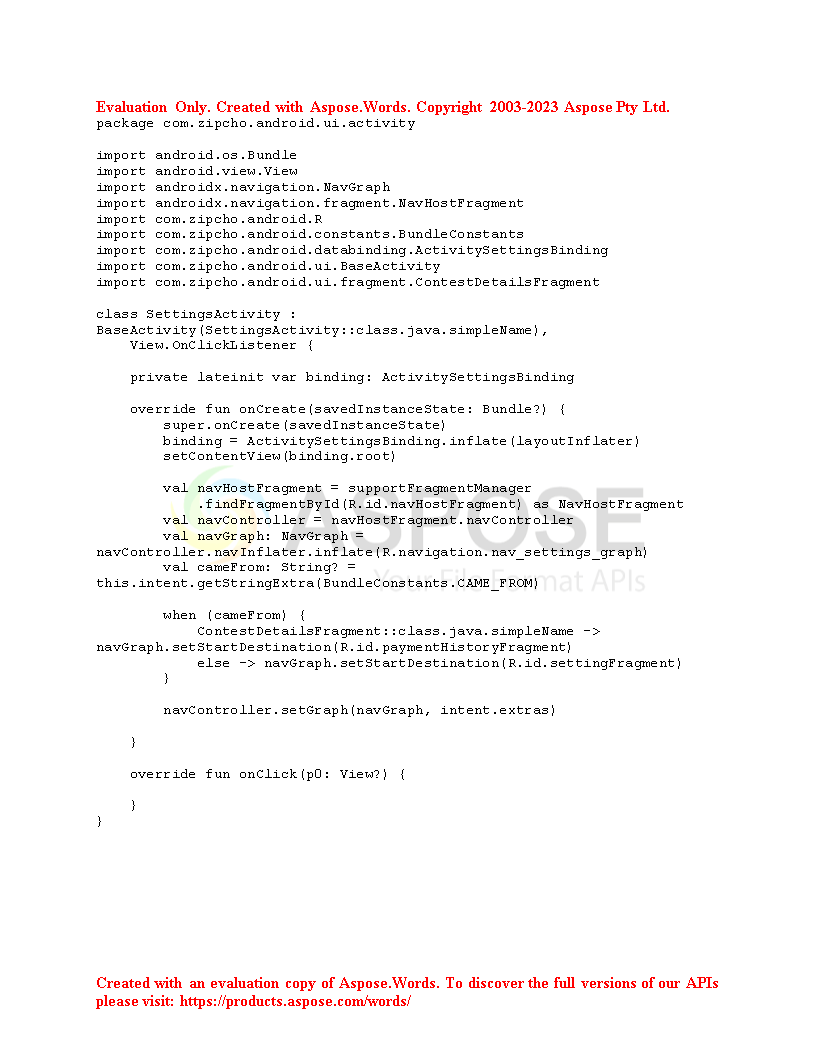 Evaluation Only. Created with Aspose.Words. Copyright 2003-2023 Aspose Pty Ltd.
package com.zipcho.android.ui.activity

import android.os.Bundle
import android.view.View
import androidx.navigation.NavGraph
import androidx.navigation.fragment.NavHostFragment
import com.zipcho.android.R
import com.zipcho.android.constants.BundleConstants
import com.zipcho.android.databinding.ActivitySettingsBinding
import com.zipcho.android.ui.BaseActivity
import com.zipcho.android.ui.fragment.ContestDetailsFragment

class SettingsActivity :
BaseActivity(SettingsActivity::class.java.simpleName),
    View.OnClickListener {

    private lateinit var binding: ActivitySettingsBinding

    override fun onCreate(savedInstanceState: Bundle?) {
        super.onCreate(savedInstanceState)
        binding = ActivitySettingsBinding.inflate(layoutInflater)
        setContentView(binding.root)

        val navHostFragment = supportFragmentManager
            .findFragmentById(R.id.navHostFragment) as NavHostFragment
        val navController = navHostFragment.navController
        val navGraph: NavGraph =
navController.navInflater.inflate(R.navigation.nav_settings_graph)
        val cameFrom: String? =
this.intent.getStringExtra(BundleConstants.CAME_FROM)

        when (cameFrom) {
            ContestDetailsFragment::class.java.simpleName ->
navGraph.setStartDestination(R.id.paymentHistoryFragment)
            else -> navGraph.setStartDestination(R.id.settingFragment)
        }

        navController.setGraph(navGraph, intent.extras)

    }

    override fun onClick(p0: View?) {

    }
}
ASPOSE
Your File Format APIs
Created with an evaluation copy of Aspose.Words. To discover the full versions of our APIs
please visit: https://products.aspose.com/words/